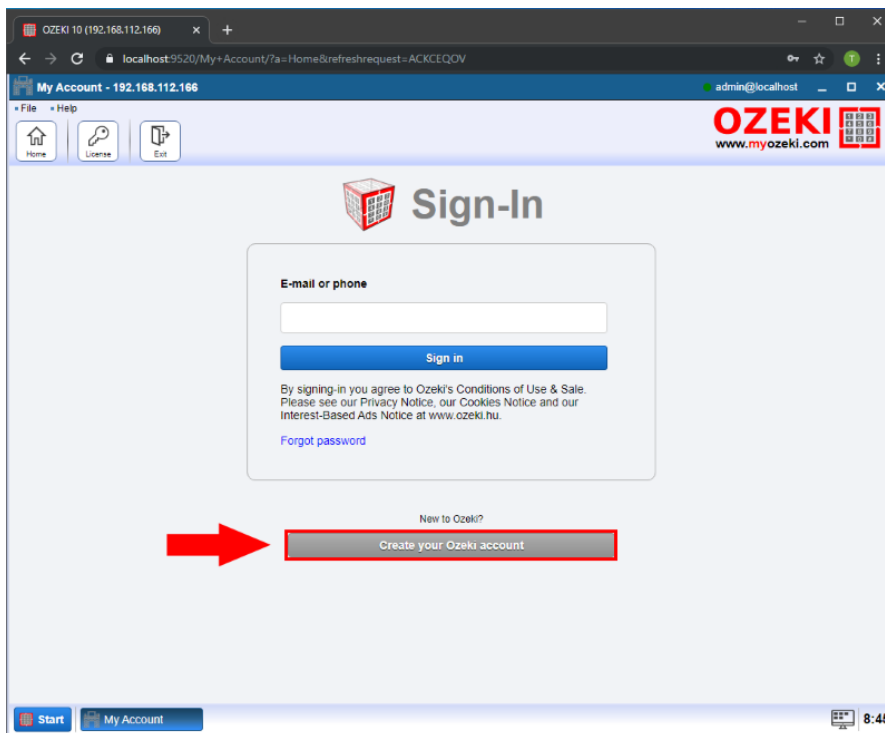 OZEKI 10 (192.168.112.166)
localhost:9520/My+Account/?a=Home&refreshrequest=ACKCEQOV
T
My Account - 192.168.112.166
admin@localhost
File Help
Home License Exit
OZEKI
www.myozeki.com
Sign-In
E-mail or phone
Sign in
By signing-in you agree to Ozeki's Conditions of Use & Sale.
Please see our Privacy Notice, our Cookies Notice and our
Interest-Based Ads Notice at www.ozeki.hu.
Forgot password
New to Ozeki?
Create your Ozeki account
Start My Account